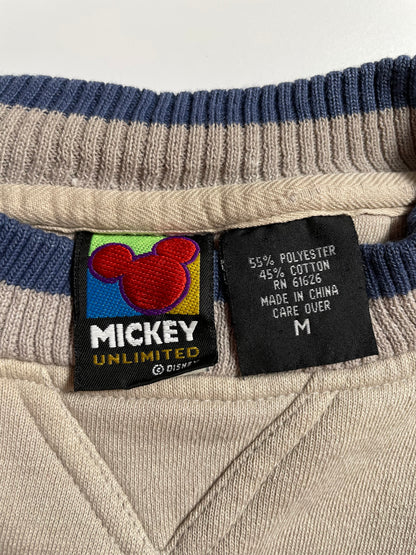 MICKEY
UNLIMITED
© DISNEY
55% POLYESTER
45% COTTON
RN 61626
MADE IN CHINA
CARE OVER
M